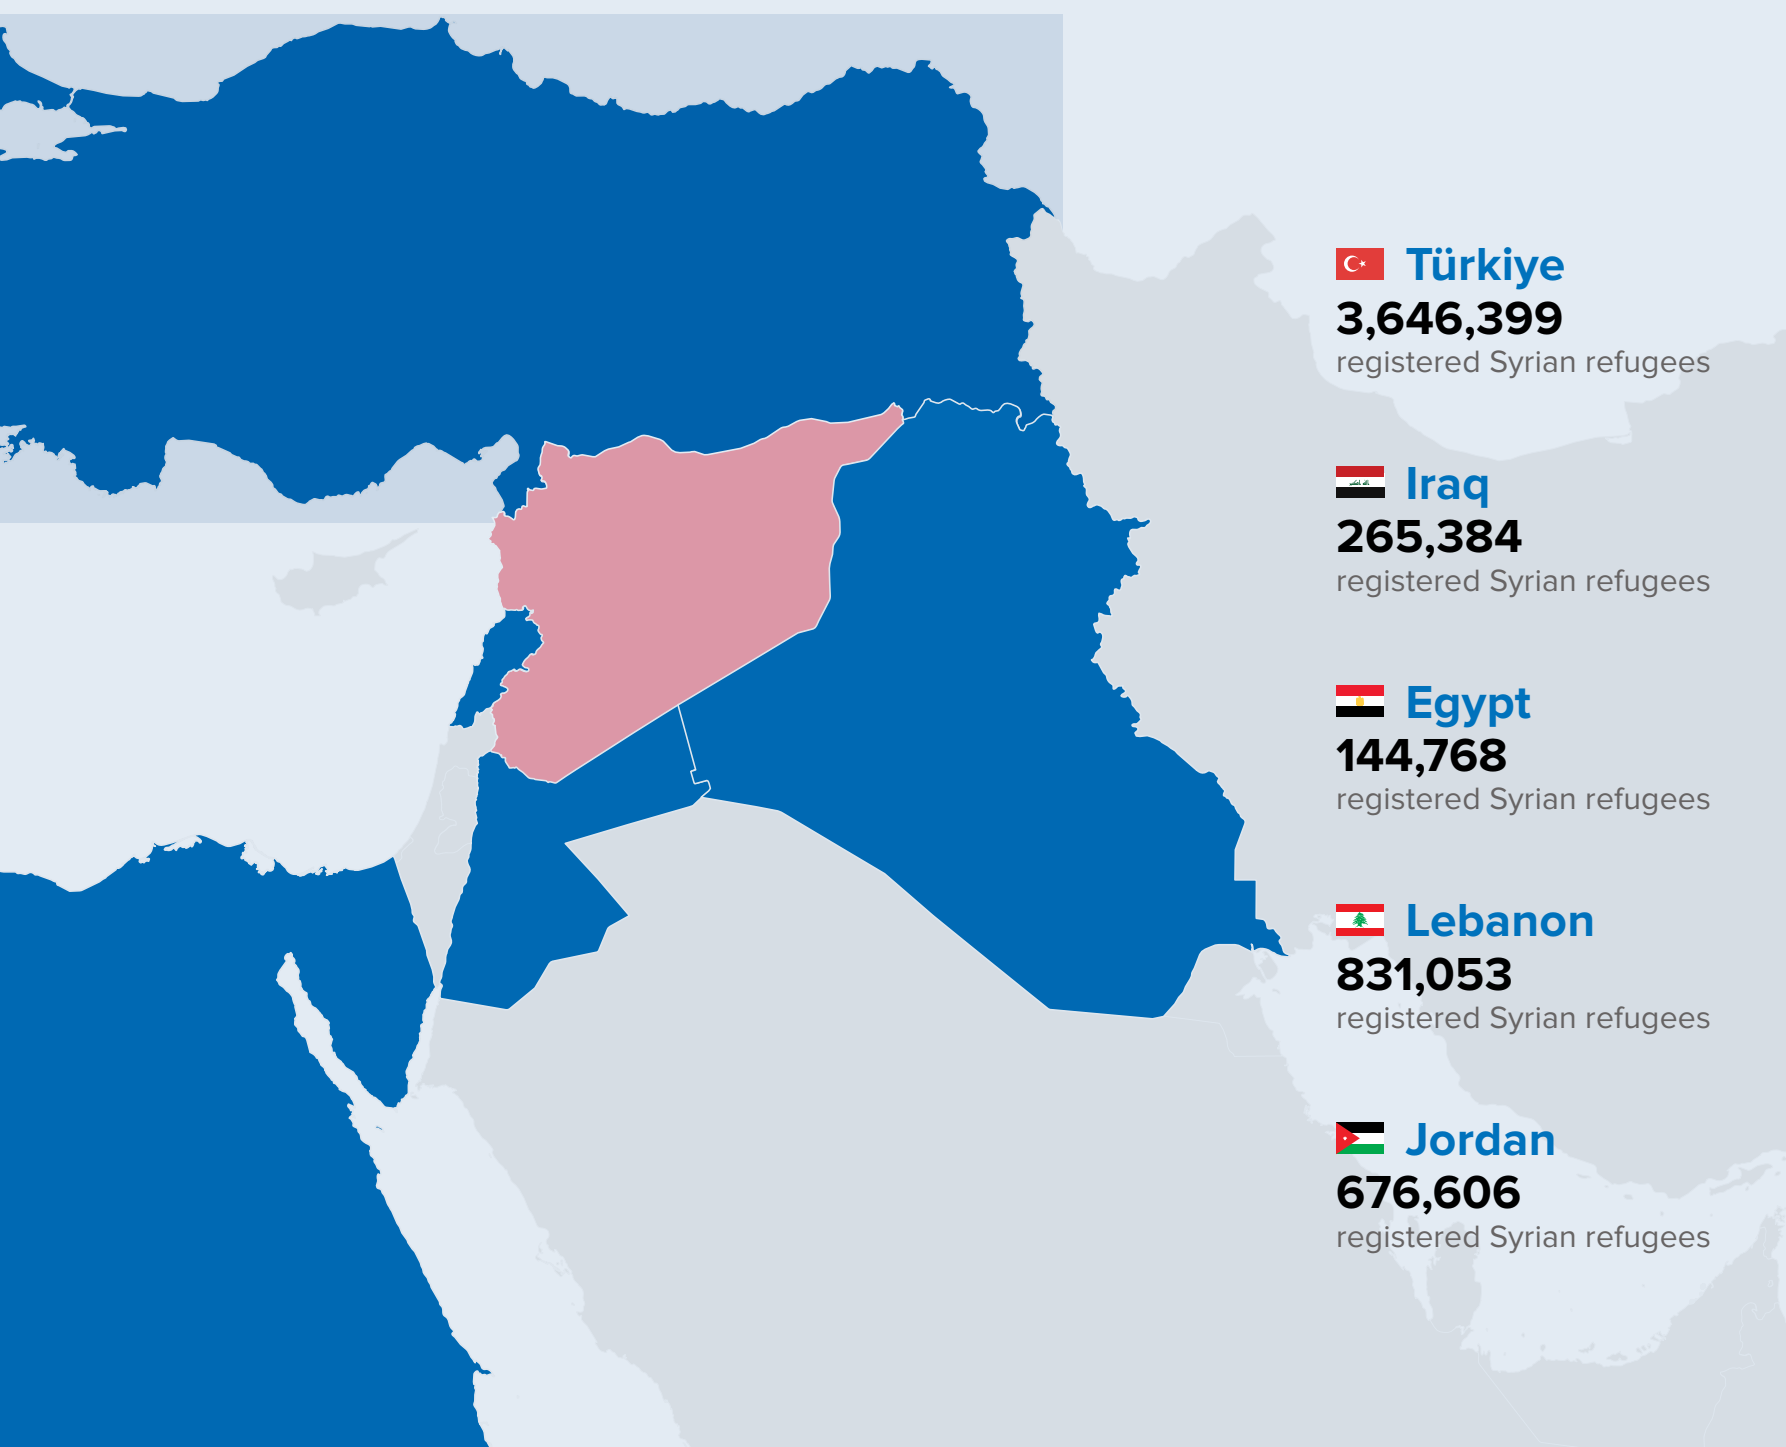 Türkiye
3,646,399
registered Syrian refugees
Iraq
265,384
registered Syrian refugees
Egypt
144,768
registered Syrian refugees
Lebanon
831,053
registered Syrian refugees
Jordan
676,606
registered Syrian refugees